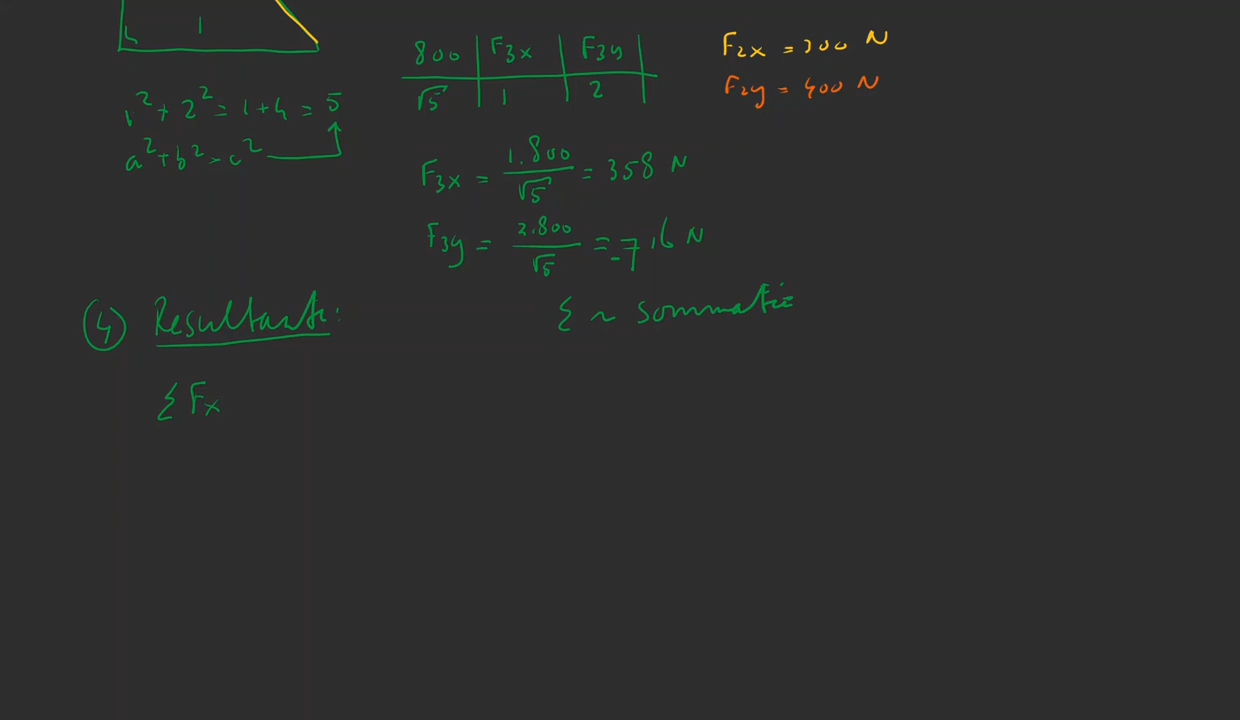 1
1² + 2² = 1 + 4 = 5
a² + b² = c²
800 | F3x | F3y |
√5 | 1 | 2 |
F3x = 1.800 / √5 = 358 N
F3y = 2.800 / √5 = -716 N
F2x = 300 N
F2y = 400 N
④ Resultante:
Σ ~ sommatie
Σ Fx